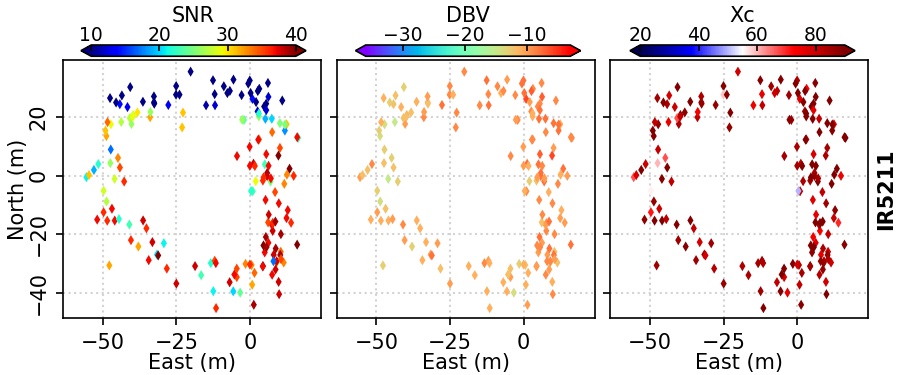 SNR DBV Xc
10 20 30 40 −30 −20 −10 20 40 60 80
20
0
−20
−40
North (m)
−50 −25 0 −50 −25 0 −50 −25 0
East (m) East (m) East (m)
IR5211